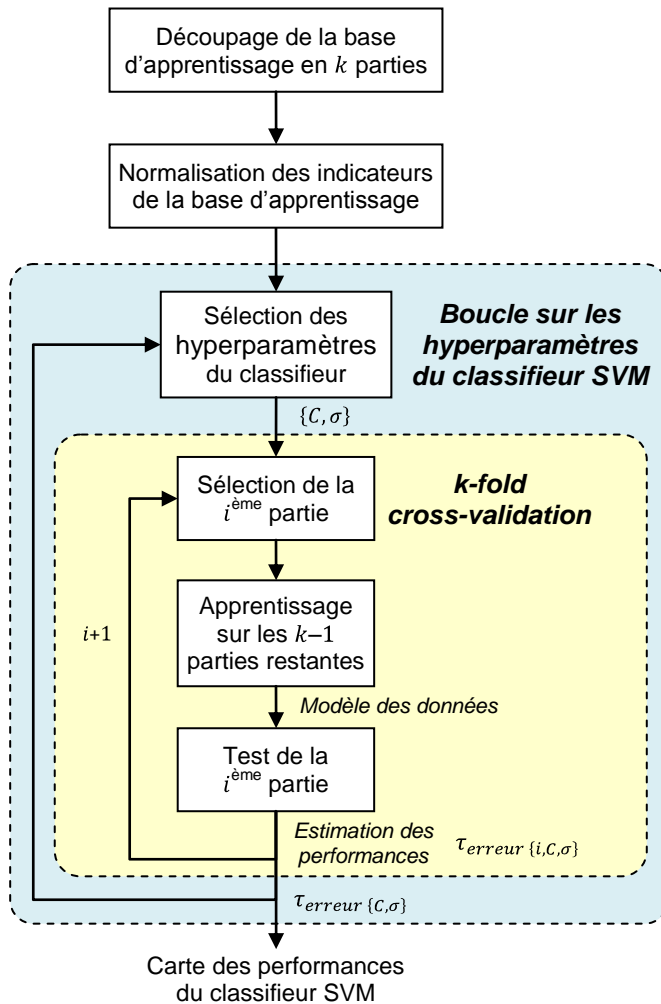 Découpage de la base
d'apprentissage en k parties
Normalisation des indicateurs
de la base d'apprentissage
Sélection des
hyperparamètres
du classifieur
Boucle sur les
hyperparamètres
du classifieur SVM
{C, σ}
Sélection de la
ième partie
k-fold
cross-validation
Apprentissage
sur les k−1
parties restantes
i+1
Modèle des données
Test de la
ième partie
Estimation des
performances
τerreur {i,C,σ}
τerreur {C,σ}
Carte des performances
du classifieur SVM